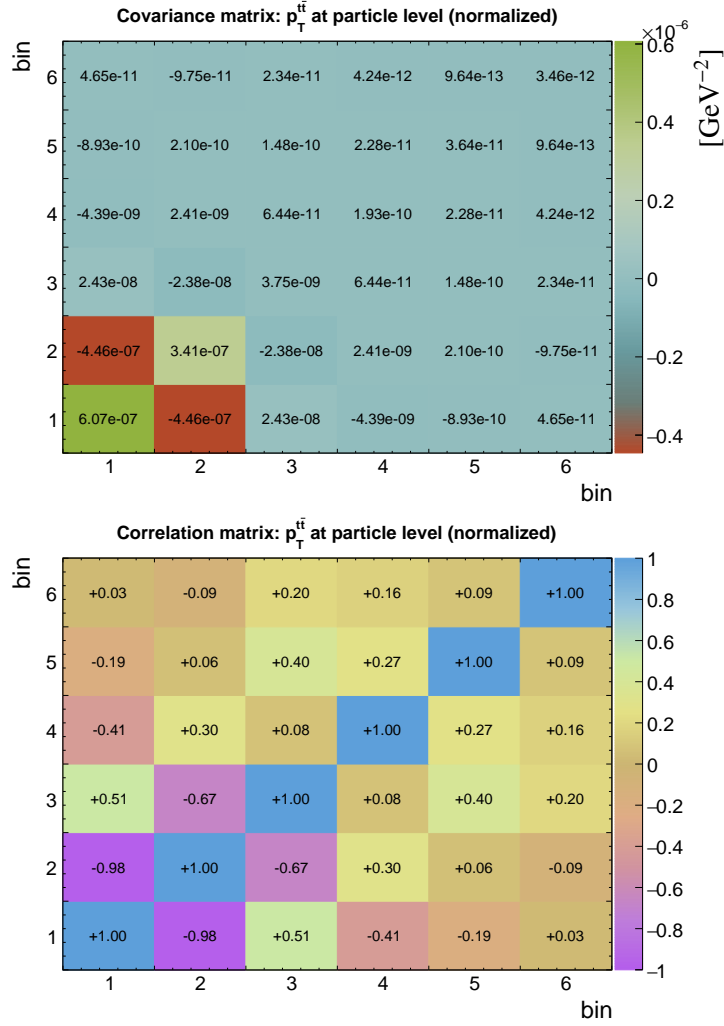 Covariance matrix: p_T^{tt̄} at particle level (normalized)
bin
1 2 3 4 5 6
×10⁻⁶
[GeV⁻²]
6 4.65e-11 -9.75e-11 2.34e-11 4.24e-12 9.64e-13 3.46e-12 0.6
5 -8.93e-10 2.10e-10 1.48e-10 2.28e-11 3.64e-11 9.64e-13 0.4
4 -4.39e-09 2.41e-09 6.44e-11 1.93e-10 2.28e-11 4.24e-12 0.2
3 2.43e-08 -2.38e-08 3.75e-09 6.44e-11 1.48e-10 2.34e-11 0
2 -4.46e-07 3.41e-07 -2.38e-08 2.41e-09 2.10e-10 -9.75e-11 −0.2
1 6.07e-07 -4.46e-07 2.43e-08 -4.39e-09 -8.93e-10 4.65e-11 −0.4
1 2 3 4 5 6
bin
Correlation matrix: p_T^{tt̄} at particle level (normalized)
bin
1
6 +0.03 -0.09 +0.20 +0.16 +0.09 +1.00 0.8
0.6
5 -0.19 +0.06 +0.40 +0.27 +1.00 +0.09 0.4
4 -0.41 +0.30 +0.08 +1.00 +0.27 +0.16 0.2
0
3 +0.51 -0.67 +1.00 +0.08 +0.40 +0.20 −0.2
−0.4
2 -0.98 +1.00 -0.67 +0.30 +0.06 -0.09 −0.6
1 +1.00 -0.98 +0.51 -0.41 -0.19 +0.03 −0.8
−1
1 2 3 4 5 6
bin